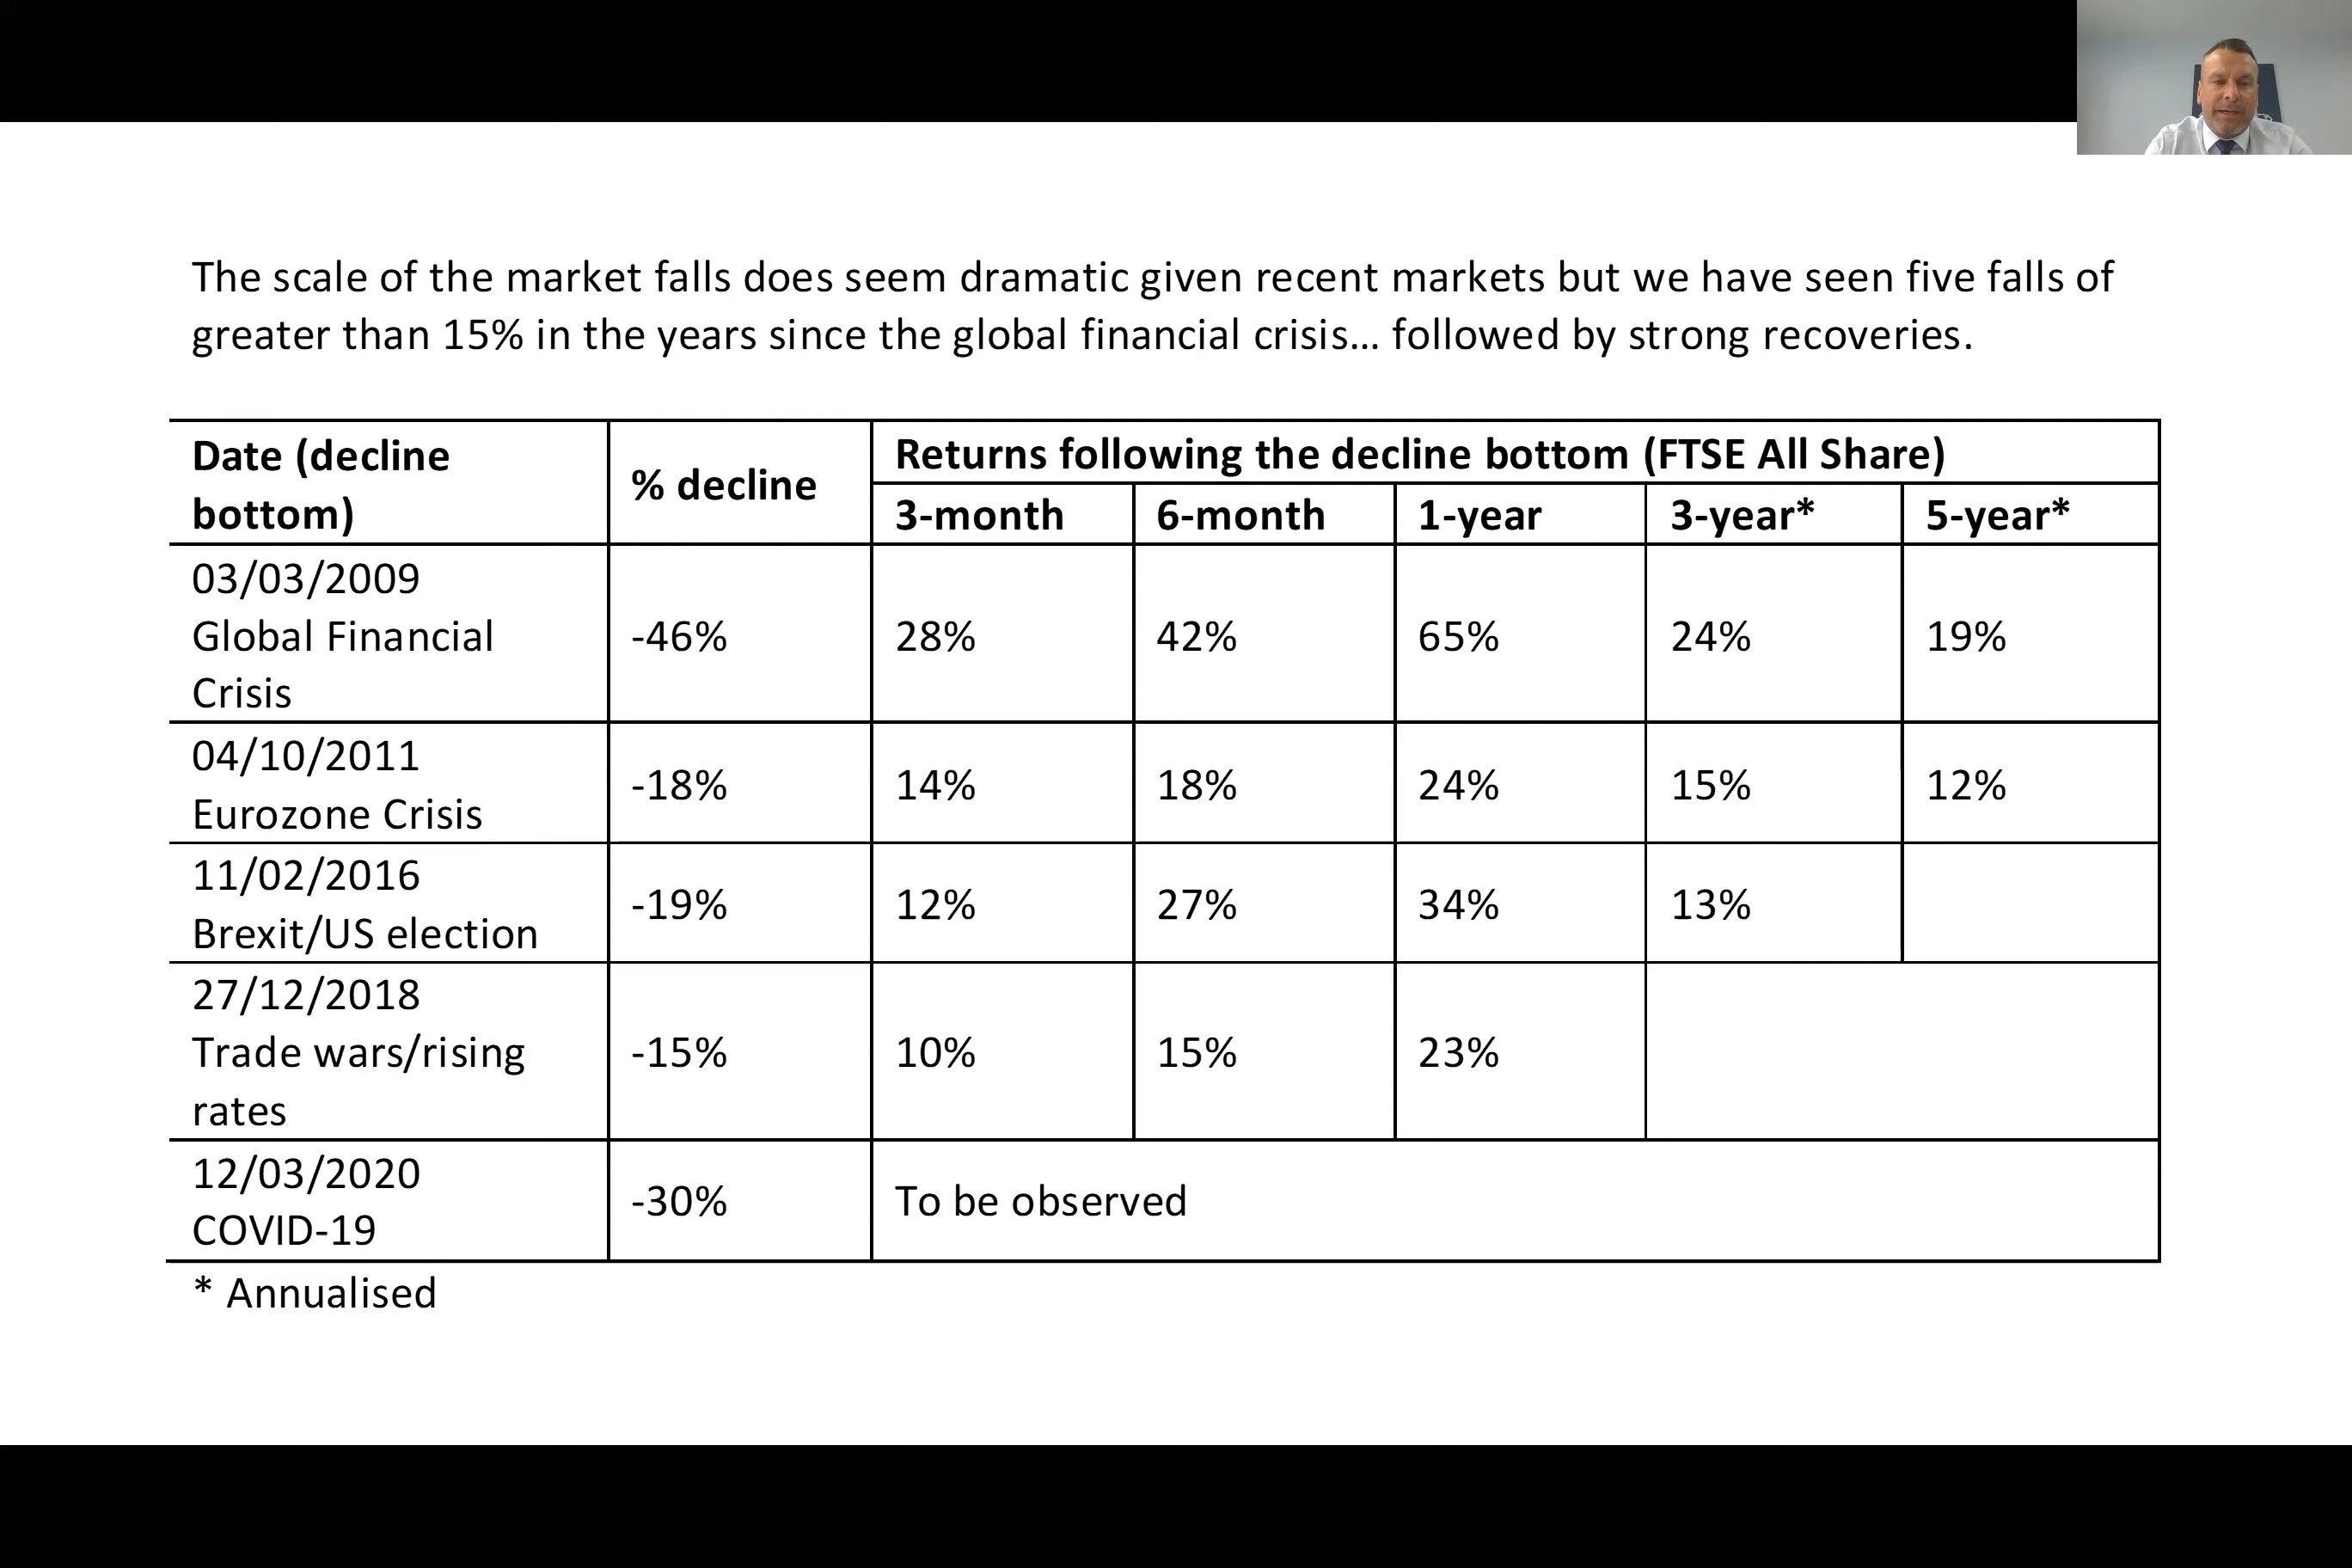 The scale of the market falls does seem dramatic given recent markets but we have seen five falls of
greater than 15% in the years since the global financial crisis… followed by strong recoveries.
Date (decline
bottom)
% decline
Returns following the decline bottom (FTSE All Share)
3-month 6-month 1-year 3-year* 5-year*
03/03/2009
Global Financial
Crisis
-46% 28% 42% 65% 24% 19%
04/10/2011
Eurozone Crisis
-18% 14% 18% 24% 15% 12%
11/02/2016
Brexit/US election
-19% 12% 27% 34% 13%
27/12/2018
Trade wars/rising
rates
-15% 10% 15% 23%
12/03/2020
COVID-19
-30% To be observed
* Annualised